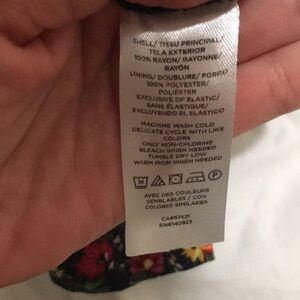 SHELL/ TISSU PRINCIPAL/
TELA EXTERIOR
100% RAYON/ RAYONNE/
RAYÓN
LINING/ DOUBLURE/ FORRO
100% POLYESTER/
POLIÉSTER
EXCLUSIVE OF ELASTIC/
SANS ÉLASTIQUE/
EXCLUYENDO EL ELÁSTICO
MACHINE WASH COLD
DELICATE CYCLE WITH LIKE
COLORS
ONLY NON-CHLORINE
BLEACH WHEN NEEDED
TUMBLE DRY LOW
WARM IRON WHEN NEEDED
AVEC DES COULEURS
SEMBLABLES / CON
COLORES SIMILARES
CA#57431
RN#140923